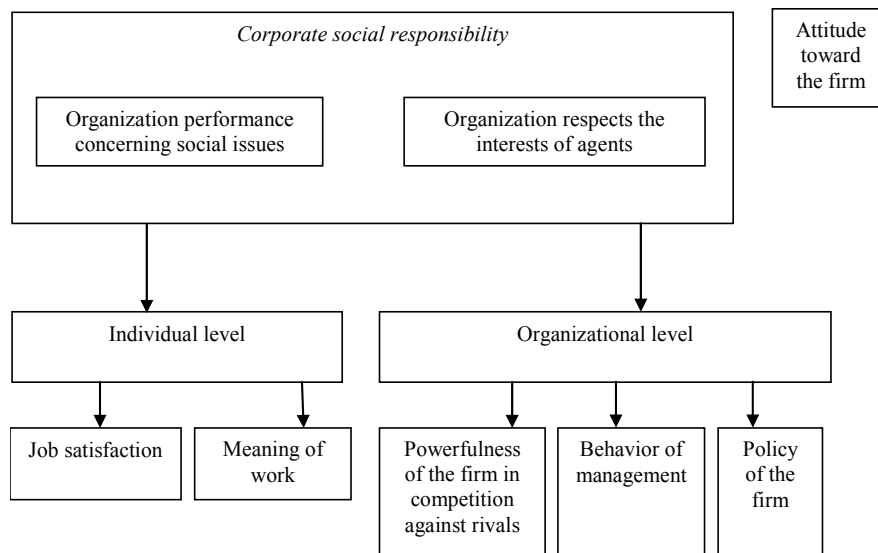 Corporate social responsibility
Attitude
toward
the firm
Organization performance
concerning social issues
Organization respects the
interests of agents
Individual level
Organizational level
Job satisfaction
Meaning of
work
Powerfulness
of the firm in
competition
against rivals
Behavior of
management
Policy
of the
firm